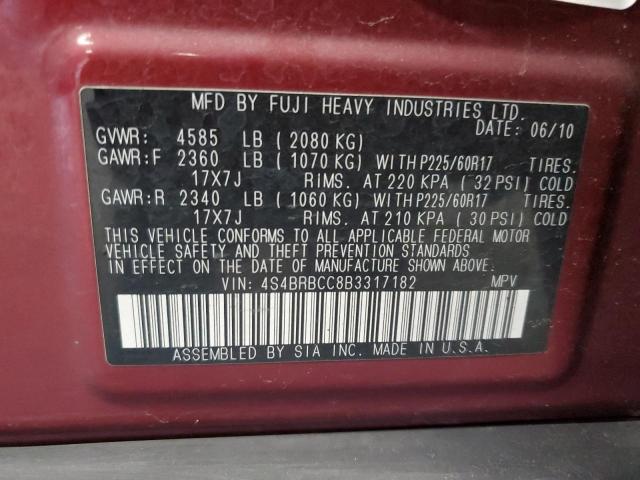 MFD BY FUJI HEAVY INDUSTRIES LTD.
DATE: 06/10
GVWR: 4585 LB (2080 KG)
GAWR:F 2360 LB (1070 KG) WITH P225/60R17 TIRES.
17X7J RIMS. AT 220 KPA (32 PSI) COLD
GAWR:R 2340 LB (1060 KG) WITH P225/60R17 TIRES.
17X7J RIMS. AT 210 KPA (30 PSI) COLD
THIS VEHICLE CONFORMS TO ALL APPLICABLE FEDERAL MOTOR
VEHICLE SAFETY AND THEFT PREVENTION STANDARDS
IN EFFECT ON THE DATE OF MANUFACTURE SHOWN ABOVE.
VIN: 4S4BRBCC8B3317182 MPV
ASSEMBLED BY SIA INC. MADE IN U.S.A.